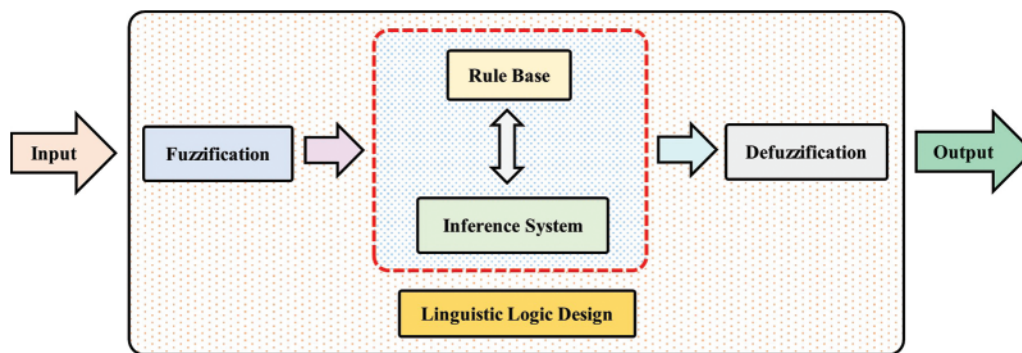 Rule Base
Input
Fuzzification
Defuzzification
Output
Inference System
Linguistic Logic Design